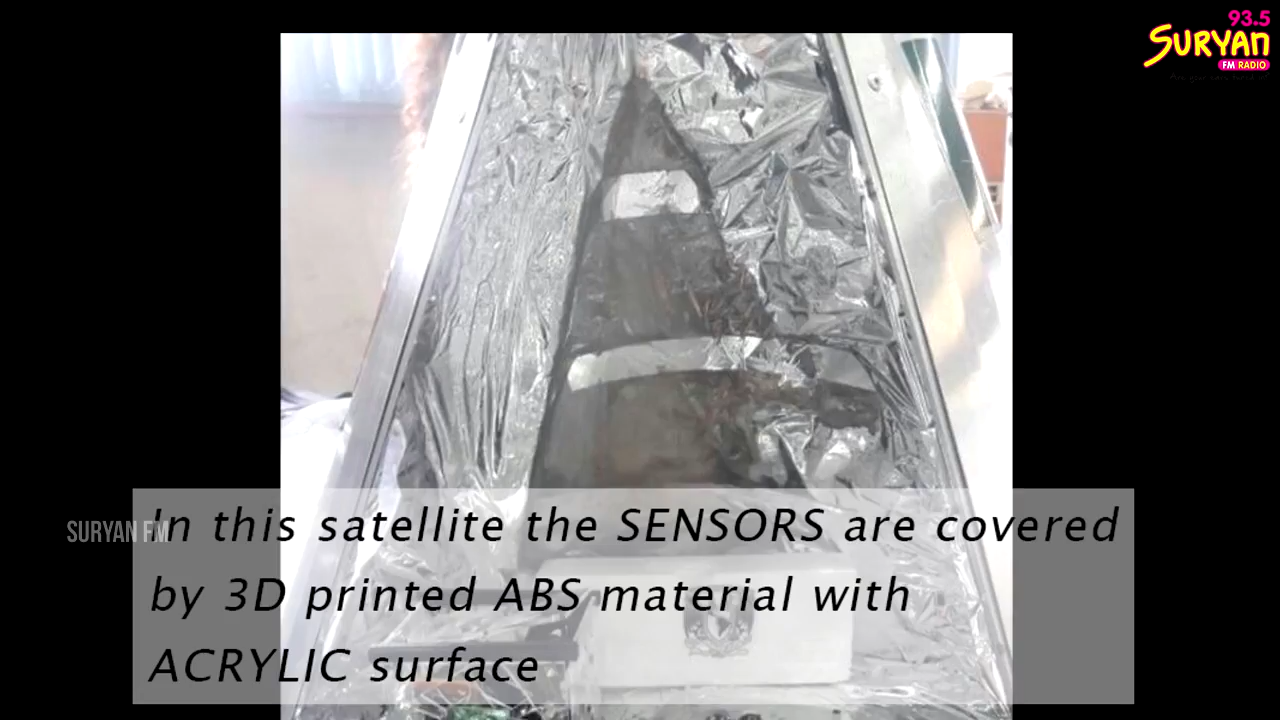 93.5
SURYAN
FM RADIO
In this satellite the SENSORS are covered
SURYAN FM
by 3D printed ABS material with
ACRYLIC surface